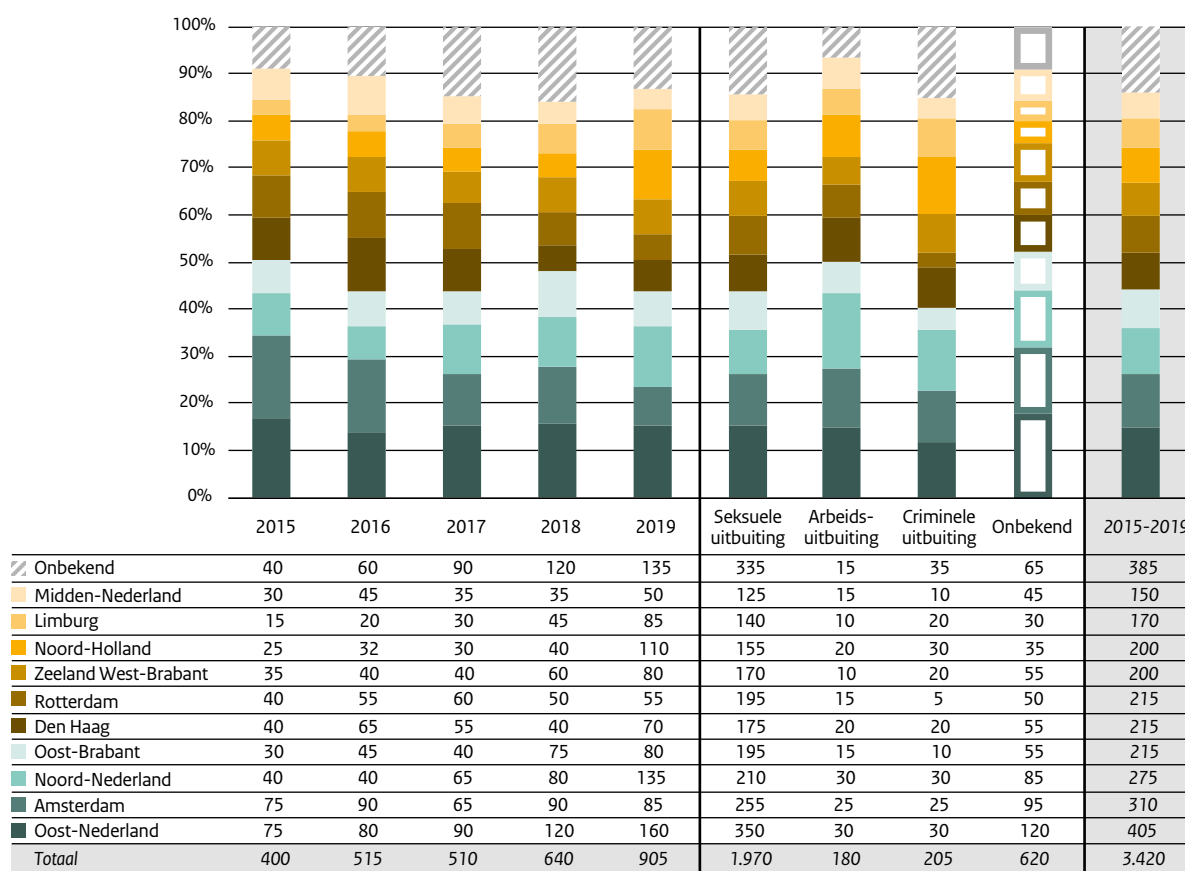 100%
90%
80%
70%
60%
50%
40%
30%
20%
10%
0%
2015 2016 2017 2018 2019 Seksuele uitbuiting Arbeids-uitbuiting Criminele uitbuiting Onbekend 2015-2019
Onbekend 40 60 90 120 135 335 15 35 65 385
Midden-Nederland 30 45 35 35 50 125 15 10 45 150
Limburg 15 20 30 45 85 140 10 20 30 170
Noord-Holland 25 32 30 40 110 155 20 30 35 200
Zeeland West-Brabant 35 40 40 60 80 170 10 20 55 200
Rotterdam 40 55 60 50 55 195 15 5 50 215
Den Haag 40 65 55 40 70 175 20 20 55 215
Oost-Brabant 30 45 40 75 80 195 15 10 55 215
Noord-Nederland 40 40 65 80 135 210 30 30 85 275
Amsterdam 75 90 65 90 85 255 25 25 95 310
Oost-Nederland 75 80 90 120 160 350 30 30 120 405
Totaal 400 515 510 640 905 1.970 180 205 620 3.420